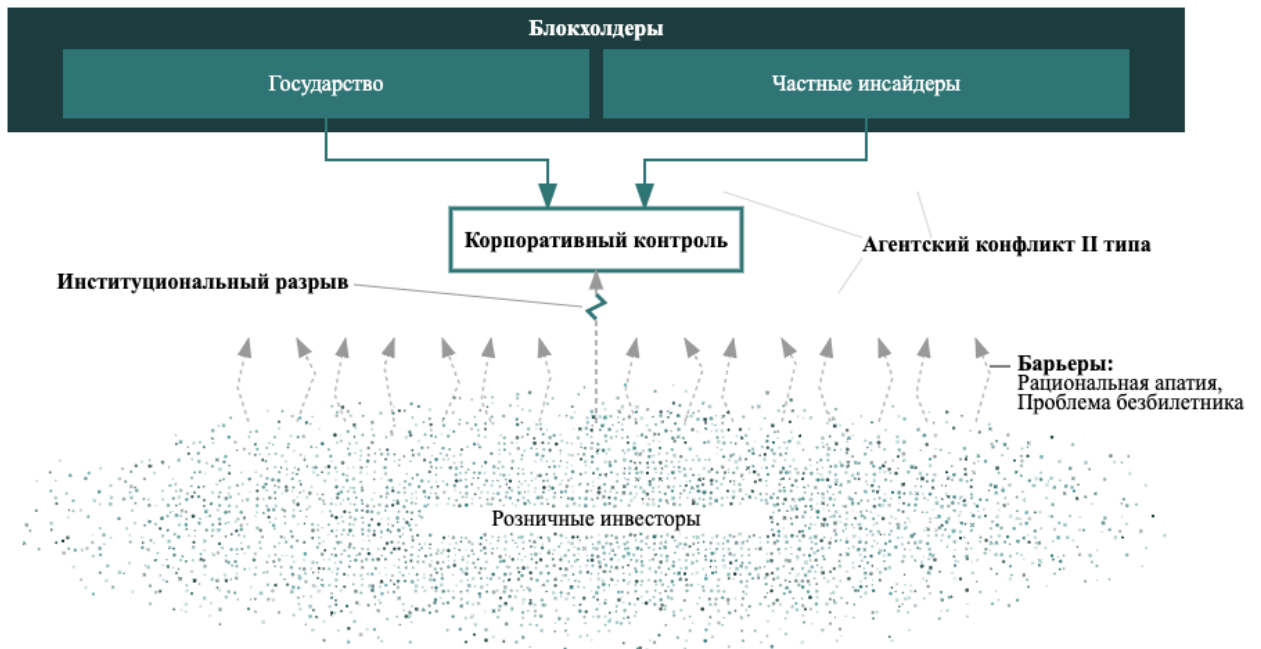 Блокхолдеры
Государство
Частные инсайдеры
Корпоративный контроль
Агентский конфликт II типа
Институциональный разрыв
Барьеры:
Рациональная апатия,
Проблема безбилетника
Розничные инвесторы